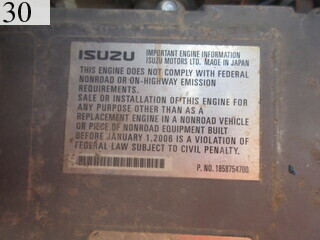 30
ISUZU IMPORTANT ENGINE INFORMATION
ISUZU MOTORS LTD. MADE IN JAPAN
THIS ENGINE DOES NOT COMPLY WITH FEDERAL
NONROAD OR ON-HIGHWAY EMISSION
REQUIREMENTS.
SALE OR INSTALLATION OF THIS ENGINE FOR
ANY PURPOSE OTHER THAN AS A
REPLACEMENT ENGINE IN A NONROAD VEHICLE
OR PIECE OF NONROAD EQUIPMENT BUILT
BEFORE JANUARY 1,2006 IS A VIOLATION OF
FEDERAL LAW SUBJECT TO CIVIL PENALTY.
P. NO. 1858754700